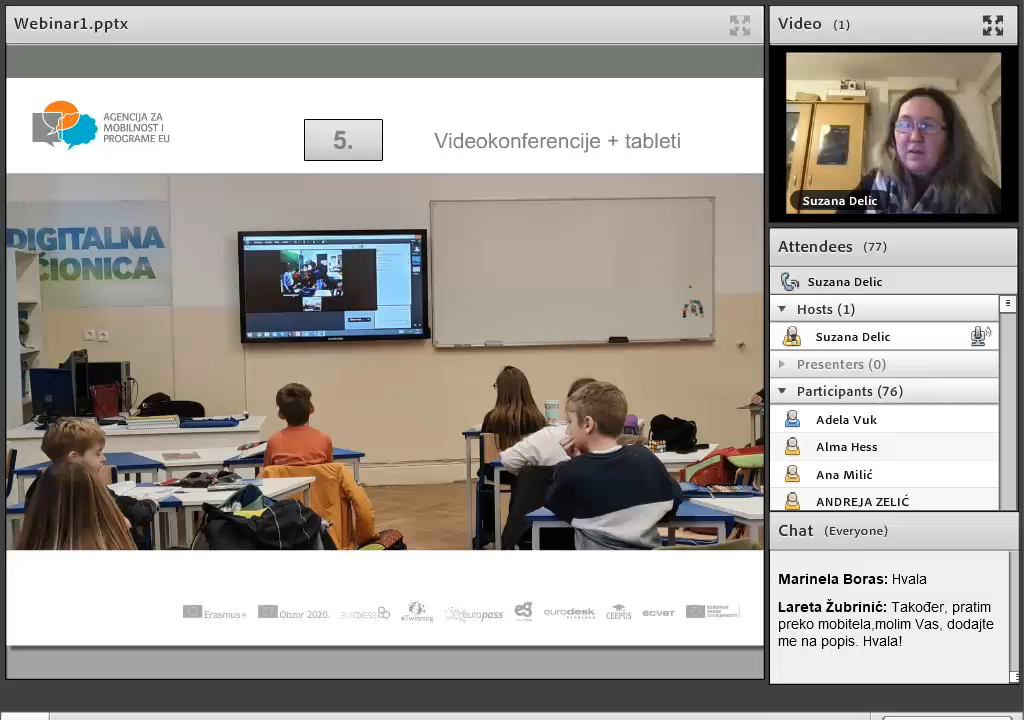 Webinar1.pptx
AGENCIJA ZA
MOBILNOST I
PROGRAME EU
5.
Videokonferencije + tableti
DIGITALNA
ČIONICA
Erasmus+
Obzor 2020.
euraxess
eTwinning
europass
eurodesk
CEEPUS
ECVET
Video (1)
Suzana Delic
Attendees (77)
Suzana Delic
Hosts (1)
Suzana Delic
Presenters (0)
Participants (76)
Adela Vuk
Alma Hess
Ana Milić
ANDREJA ZELIĆ
Chat (Everyone)
Marinela Boras: Hvala
Lareta Žubrinić: Također, pratim
preko mobitela,molim Vas, dodajte
me na popis. Hvala!